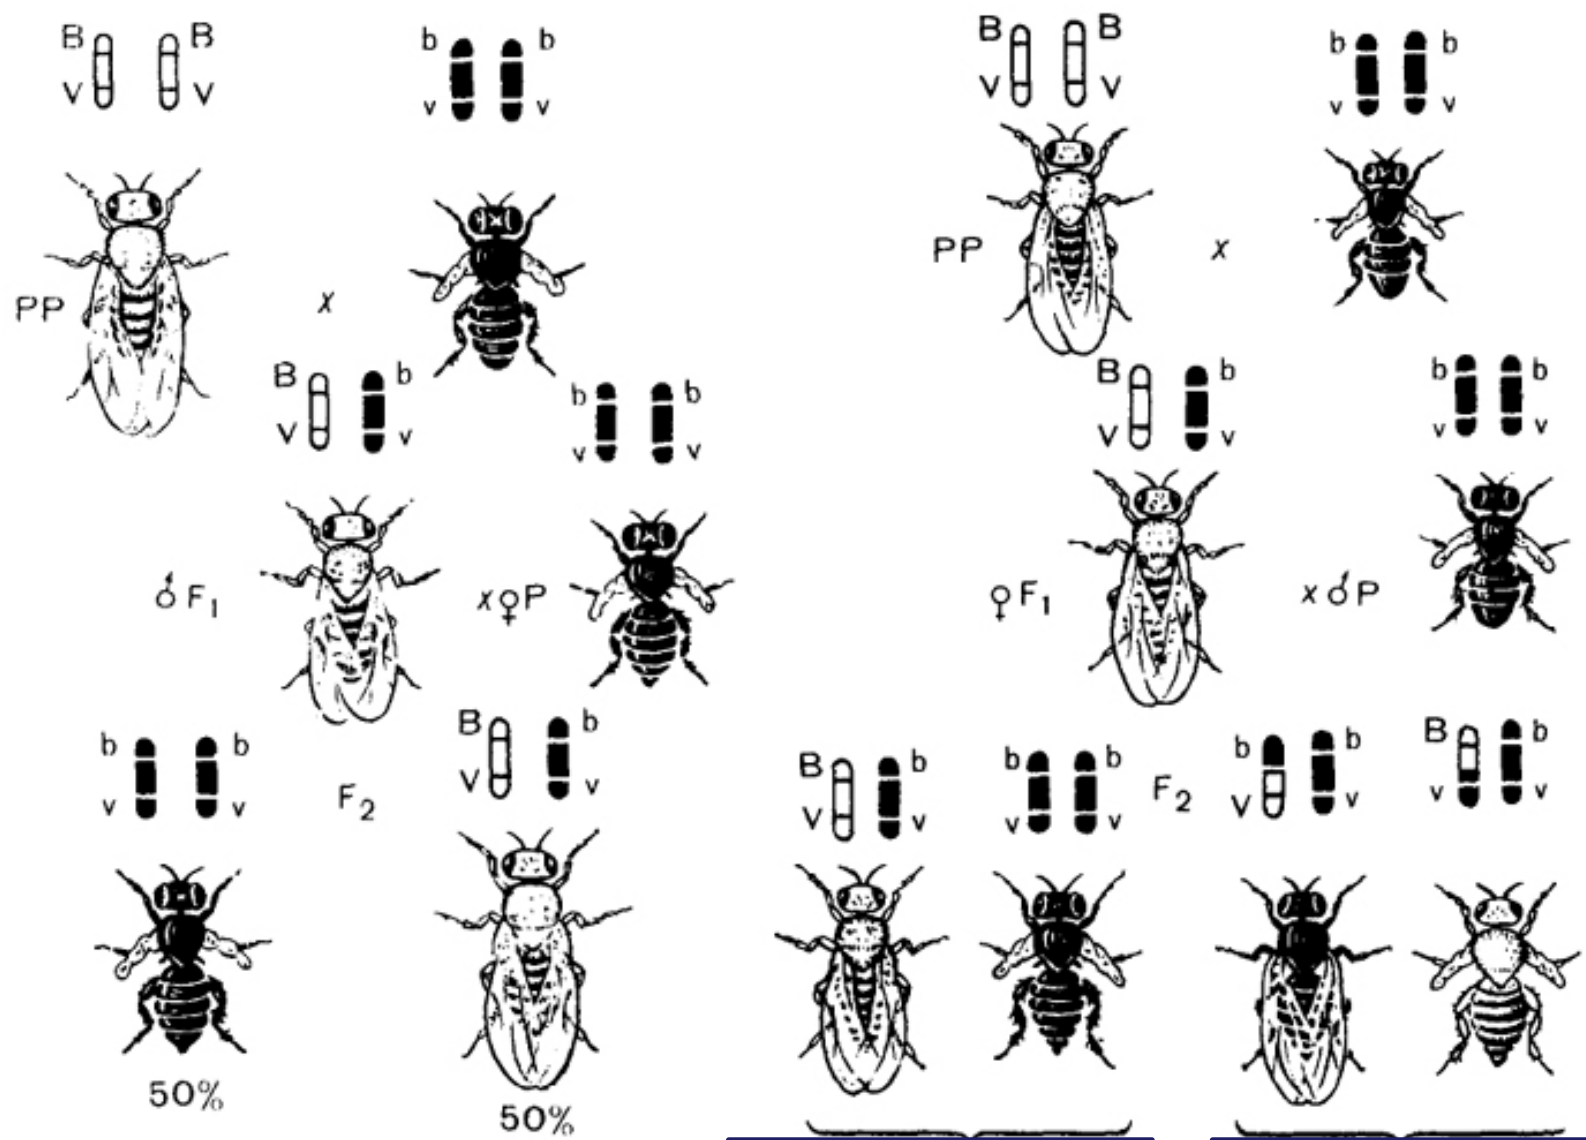 B B b b
V V v v
PP x
B b b b
V v v v
♂ F1 x ♀ P
b b B b
v v V v
F2
50% 50%
B B b b
V V v v
PP x
B b b b
V v v v
♀ F1 x ♂ P
B b b b F2 b b B b
V v v v V v v v